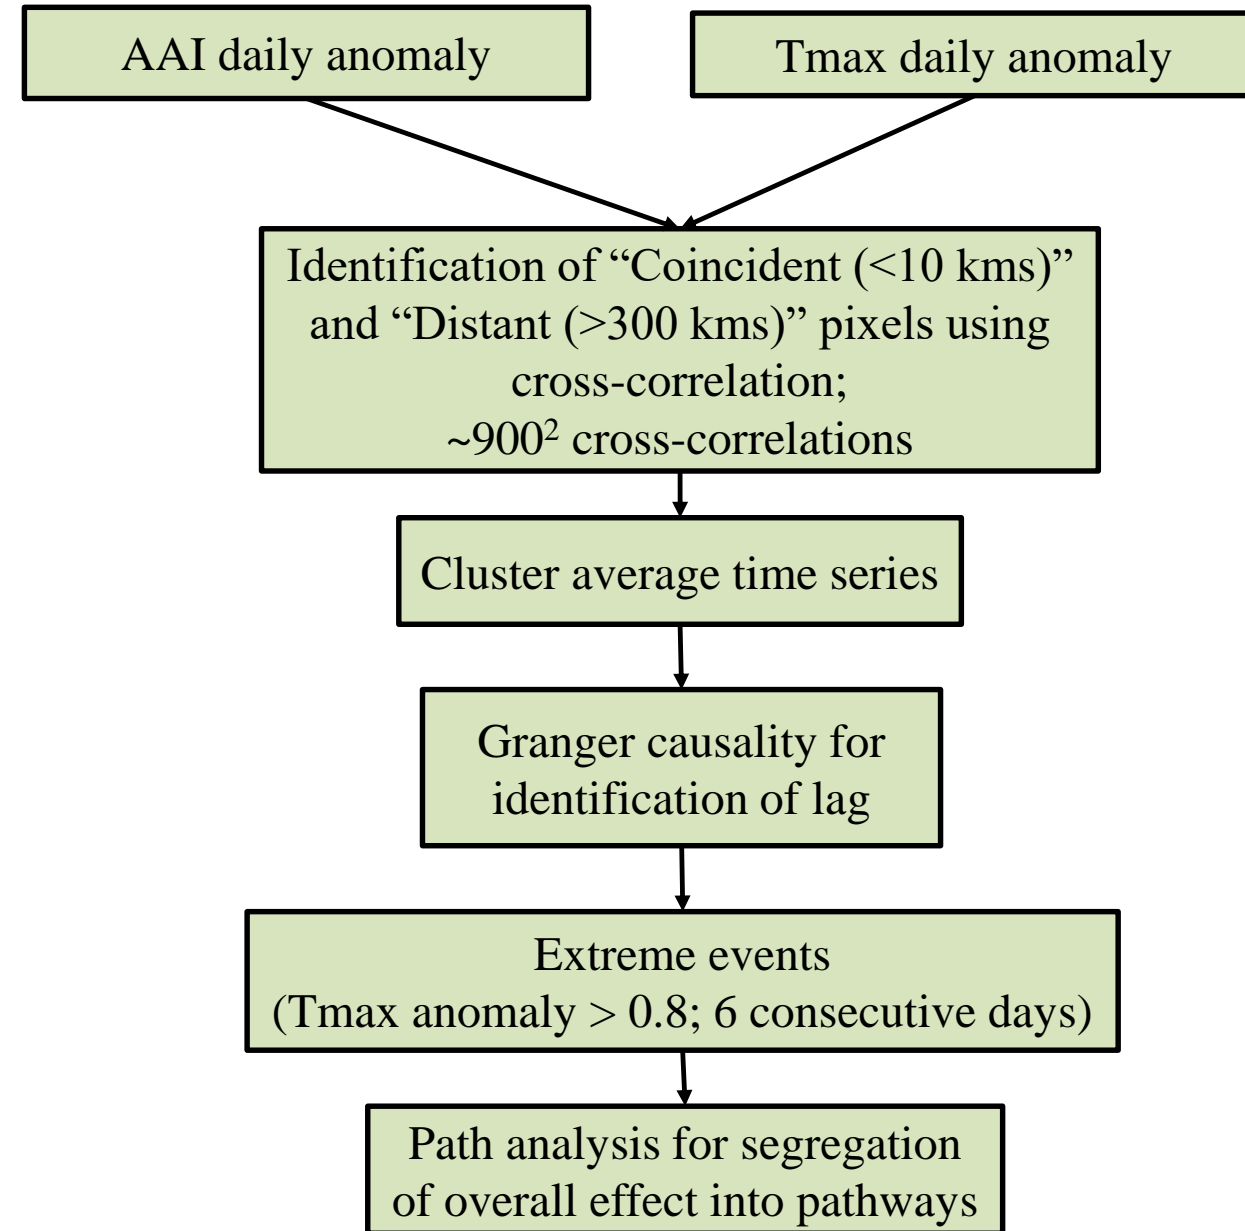 AAI daily anomaly
Tmax daily anomaly
Identification of “Coincident (<10 kms)”
and “Distant (>300 kms)” pixels using
cross-correlation;
~900² cross-correlations
Cluster average time series
Granger causality for
identification of lag
Extreme events
(Tmax anomaly > 0.8; 6 consecutive days)
Path analysis for segregation
of overall effect into pathways